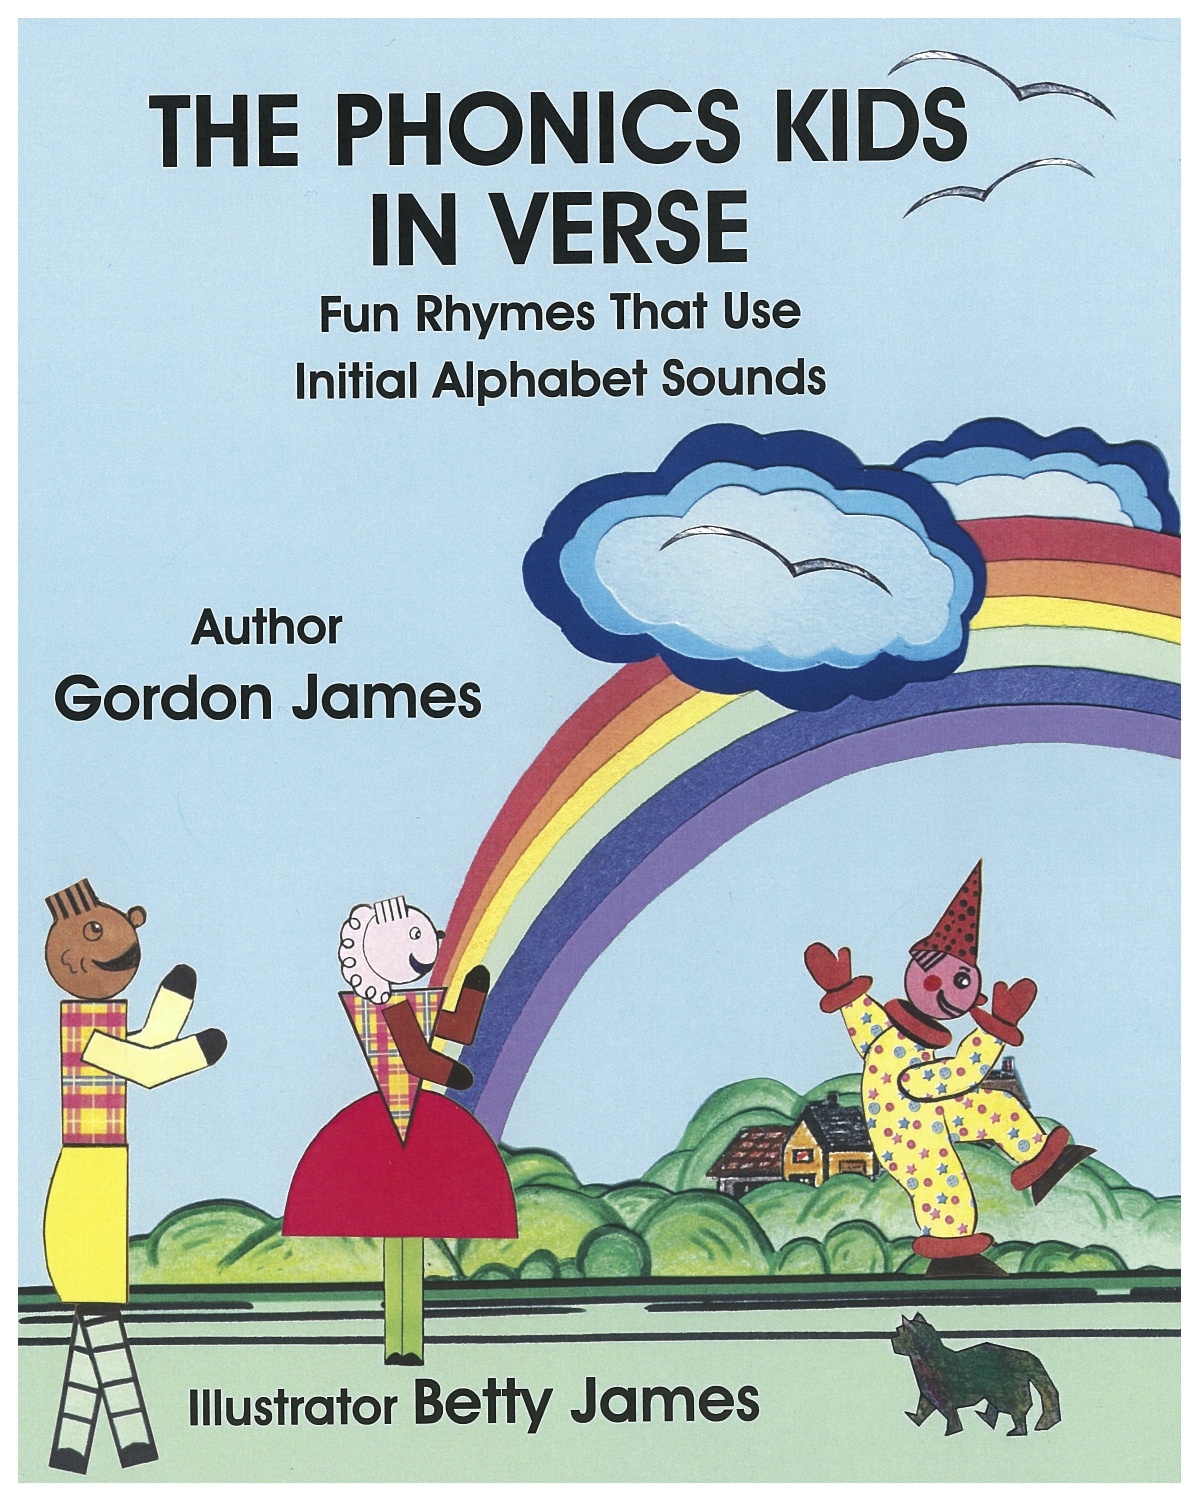 THE PHONICS KIDS
IN VERSE
Fun Rhymes That Use
Initial Alphabet Sounds
Author
Gordon James
Illustrator Betty James